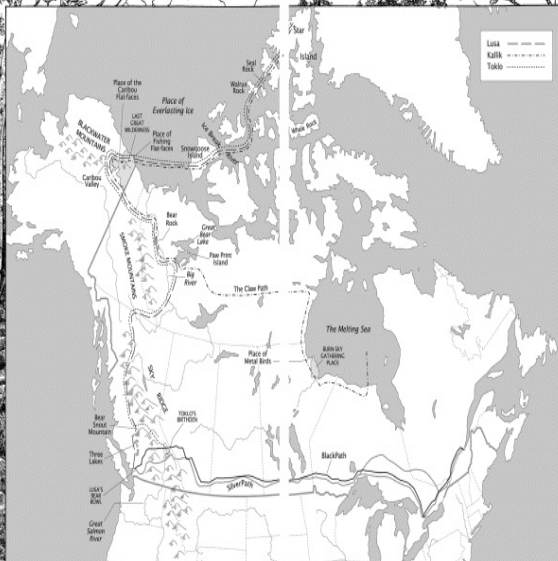 Star
Island
Seal
Rock
Walrus
Rock
Lusa
Kallik
Toklo
Place of the
Caribou
Flat-faces
Place of
Everlasting Ice
LAST
GREAT
WILDERNESS
BLACKWATER
MOUNTAINS
Place of
Fishing
Flat-faces
Ice Break River
Whale Rock
Snowgoose
Island
Caribou
Valley
Bear
Rock
Great
Bear
Lake
SMOKE MOUNTAINS
Paw Print
Island
Big
River
The Claw Path
The Melting Sea
Place of
Metal Birds
BURN-SKY
GATHERING
PLACE
SKY RIDGE
Bear
Snout
Mountain
TOKLO'S
BIRTHDEN
Three
Lakes
BlackPath
SilverPath
LUSA'S
BEAR
BOWL
Great
Salmon
River